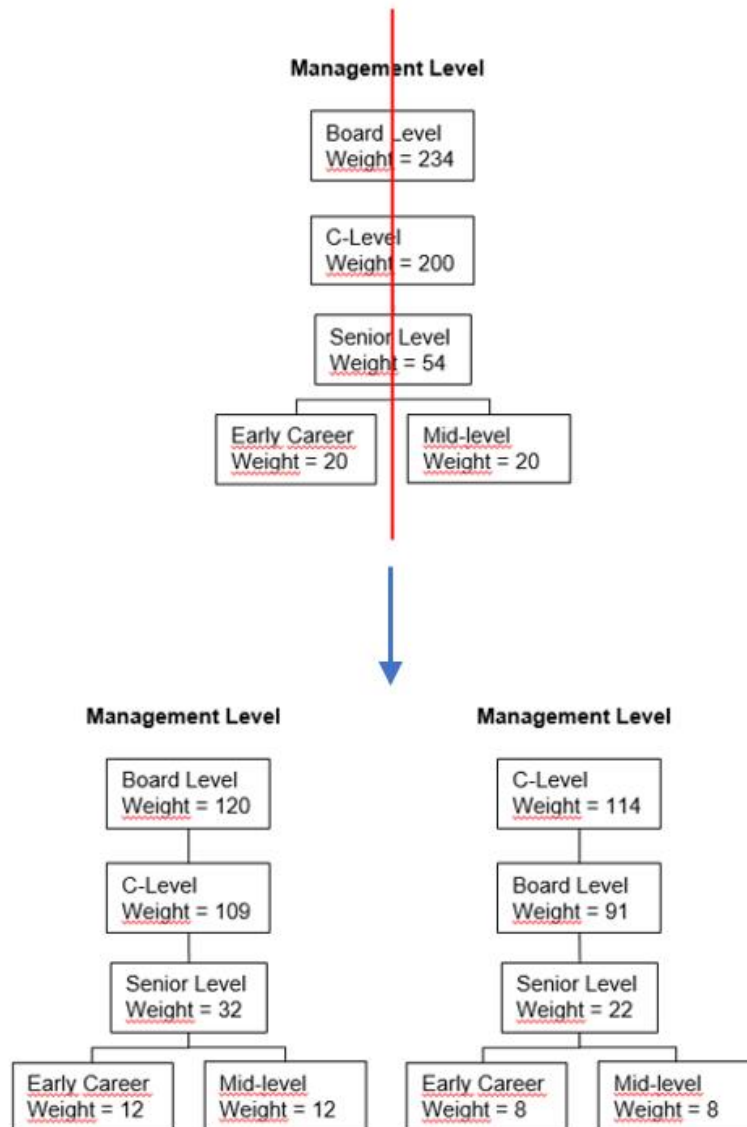 Management Level
Board Level
Weight = 234
C-Level
Weight = 200
Senior Level
Weight = 54
Early Career
Weight = 20
Mid-level
Weight = 20
Management Level
Board Level
Weight = 120
C-Level
Weight = 109
Senior Level
Weight = 32
Early Career
Weight = 12
Mid-level
Weight = 12
Management Level
C-Level
Weight = 114
Board Level
Weight = 91
Senior Level
Weight = 22
Early Career
Weight = 8
Mid-level
Weight = 8